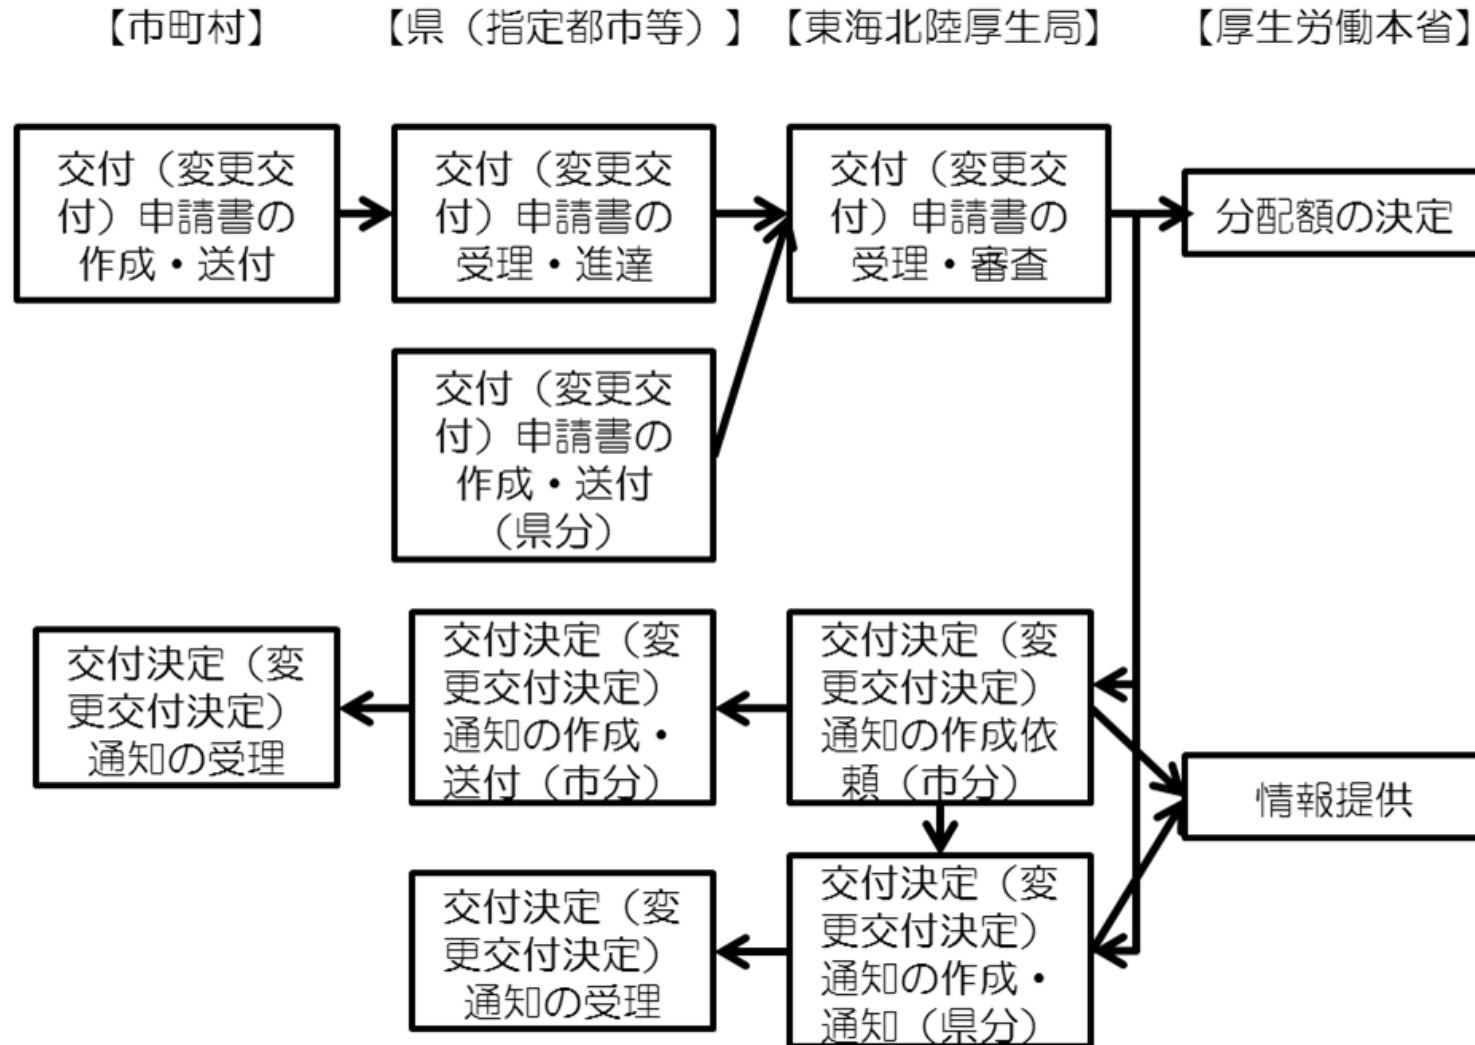 【市町村】
【県（指定都市等）】
【東海北陸厚生局】
【厚生労働本省】
交付（変更交
付）申請書の
作成・送付
交付（変更交
付）申請書の
受理・進達
交付（変更交
付）申請書の
受理・審査
分配額の決定
交付（変更交
付）申請書の
作成・送付
（県分）
交付決定（変
更交付決定）
通知の受理
交付決定（変
更交付決定）
通知の作成・
送付（市分）
交付決定（変
更交付決定）
通知の作成依
頼（市分）
情報提供
交付決定（変
更交付決定）
通知の受理
交付決定（変
更交付決定）
通知の作成・
通知（県分）